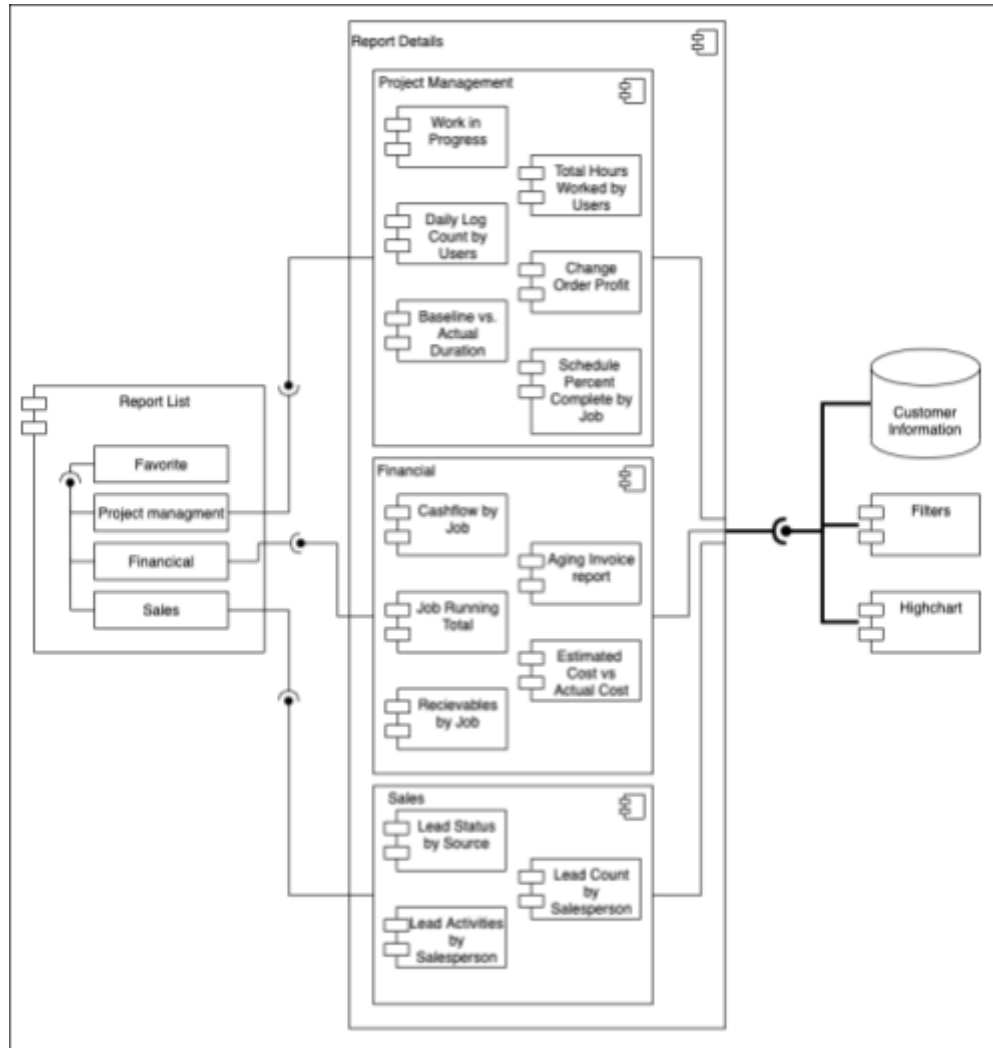 Report Details
Project Management
Work in
Progress
Total Hours
Worked by
Users
Daily Log
Count by
Users
Change
Order Profit
Baseline vs.
Actual
Duration
Schedule
Percent
Complete by
Job
Report List
Favorite
Project managment
Financical
Sales
Customer
Information
Filters
Highchart
Financial
Cashflow by
Job
Aging Invoice
report
Job Running
Total
Estimated
Cost vs
Actual Cost
Recievables
by Job
Sales
Lead Status
by Source
Lead Count
by
Salesperson
Lead Activities
by
Salesperson